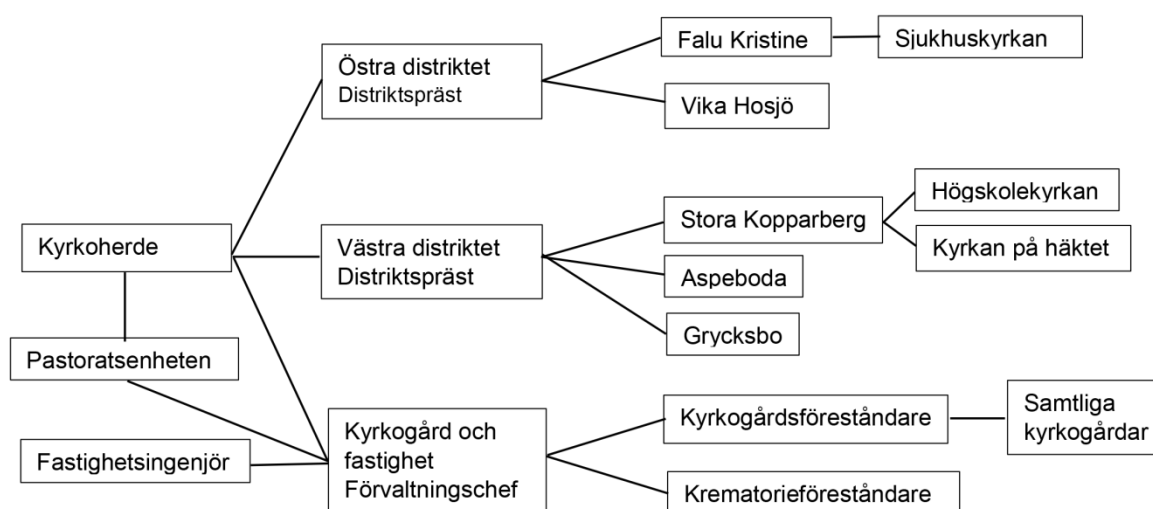 Östra distriktet
Distriktspräst
Falu Kristine
Sjukhuskyrkan
Vika Hosjö
Kyrkoherde
Västra distriktet
Distriktspräst
Stora Kopparberg
Högskolekyrkan
Kyrkan på häktet
Aspeboda
Grycksbo
Pastoratsenheten
Fastighetsingenjör
Kyrkogård och
fastighet
Förvaltningschef
Kyrkogårdsföreståndare
Samtliga
kyrkogårdar
Krematorieföreståndare